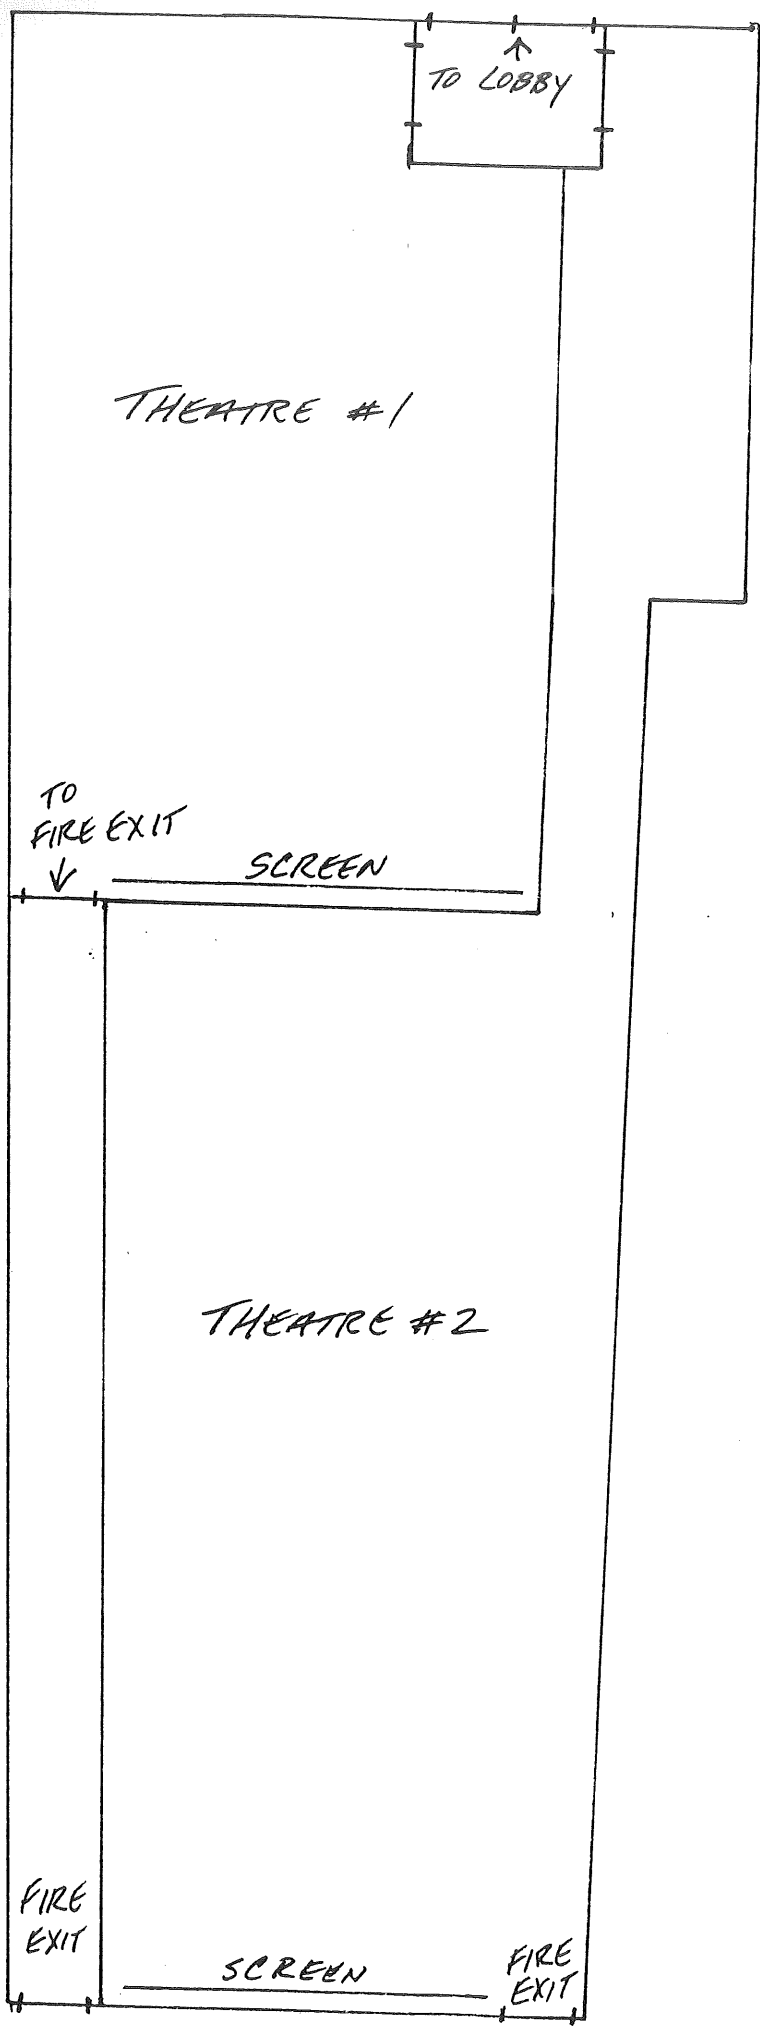 TO LOBBY
THEATRE #1
TO
FIRE EXIT
SCREEN
THEATRE #2
FIRE
EXIT
SCREEN
FIRE
EXIT